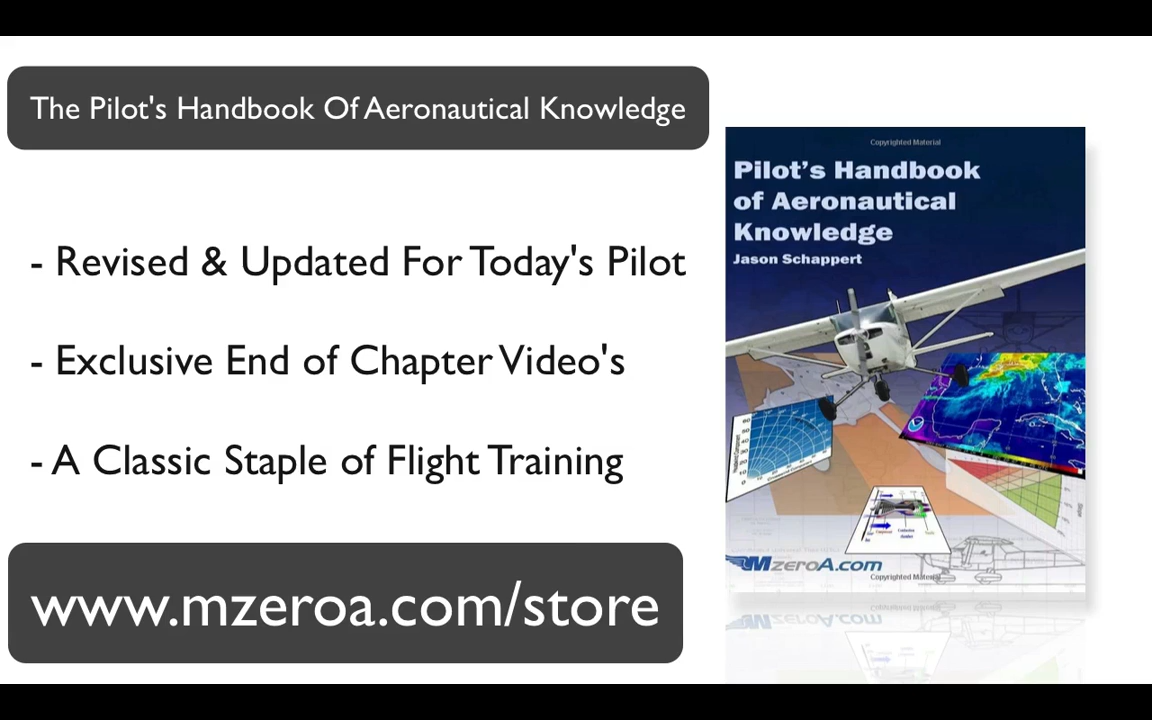 The Pilot's Handbook Of Aeronautical Knowledge
- Revised & Updated For Today's Pilot
- Exclusive End of Chapter Video's
- A Classic Staple of Flight Training
www.mzeroa.com/store
Copyrighted Material
Pilot's Handbook
of Aeronautical
Knowledge
Jason Schappert
MzeroA.com
Copyrighted Material